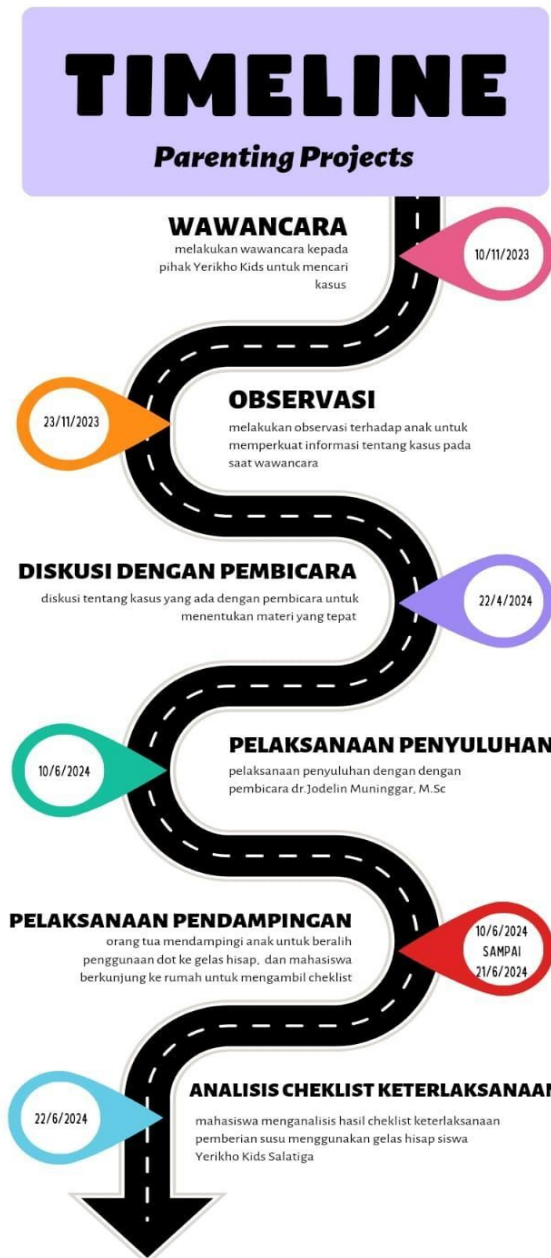 TIMELINE
Parenting Projects
WAWANCARA
melakukan wawancara kepada
pihak Yerikho Kids untuk mencari
kasus
10/11/2023
23/11/2023
OBSERVASI
melakukan observasi terhadap anak untuk
memperkuat informasi tentang kasus pada
saat wawancara
DISKUSI DENGAN PEMBICARA
diskusi tentang kasus yang ada dengan pembicara untuk
menentukan materi yang tepat
22/4/2024
10/6/2024
PELAKSANAAN PENYULUHAN
pelaksanaan penyuluhan dengan dengan
pembicara dr.Jodelin Muninggar, M.Sc
PELAKSANAAN PENDAMPINGAN
orang tua mendampingi anak untuk beralih
penggunaan dot ke gelas hisap, dan mahasiswa
berkunjung ke rumah untuk mengambil cheklist
10/6/2024
SAMPAI
21/6/2024
22/6/2024
ANALISIS CHEKLIST KETERLAKSANAAN
mahasiswa menganalisis hasil cheklist keterlaksanaan
pemberian susu menggunakan gelas hisap siswa
Yerikho Kids Salatiga